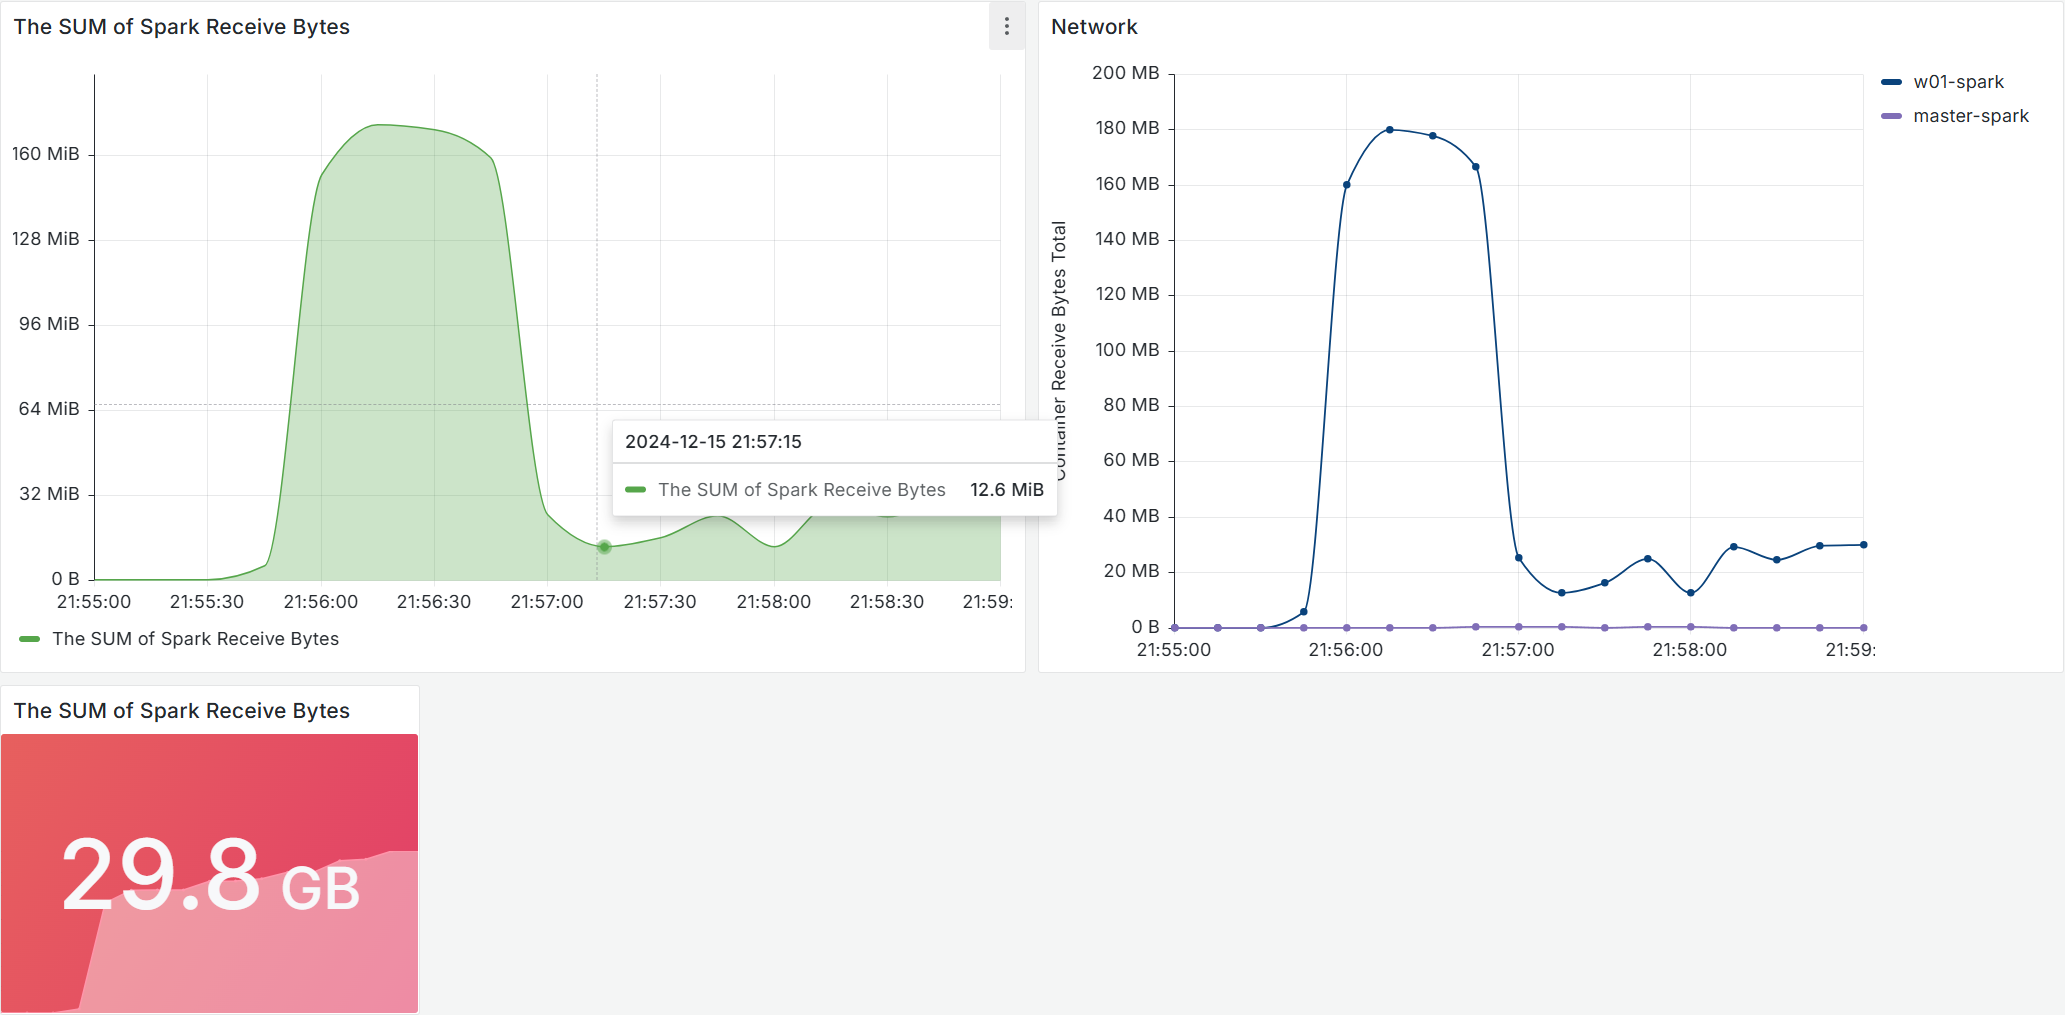 The SUM of Spark Receive Bytes
160 MiB
128 MiB
96 MiB
64 MiB
32 MiB
0 B
21:55:00 21:55:30 21:56:00 21:56:30 21:57:00 21:57:30 21:58:00 21:58:30 21:59:
2024-12-15 21:57:15
The SUM of Spark Receive Bytes 12.6 MiB
The SUM of Spark Receive Bytes
Network
Container Receive Bytes Total
200 MB
180 MB
160 MB
140 MB
120 MB
100 MB
80 MB
60 MB
40 MB
20 MB
0 B
21:55:00 21:56:00 21:57:00 21:58:00 21:59:
w01-spark
master-spark
The SUM of Spark Receive Bytes
29.8 GB